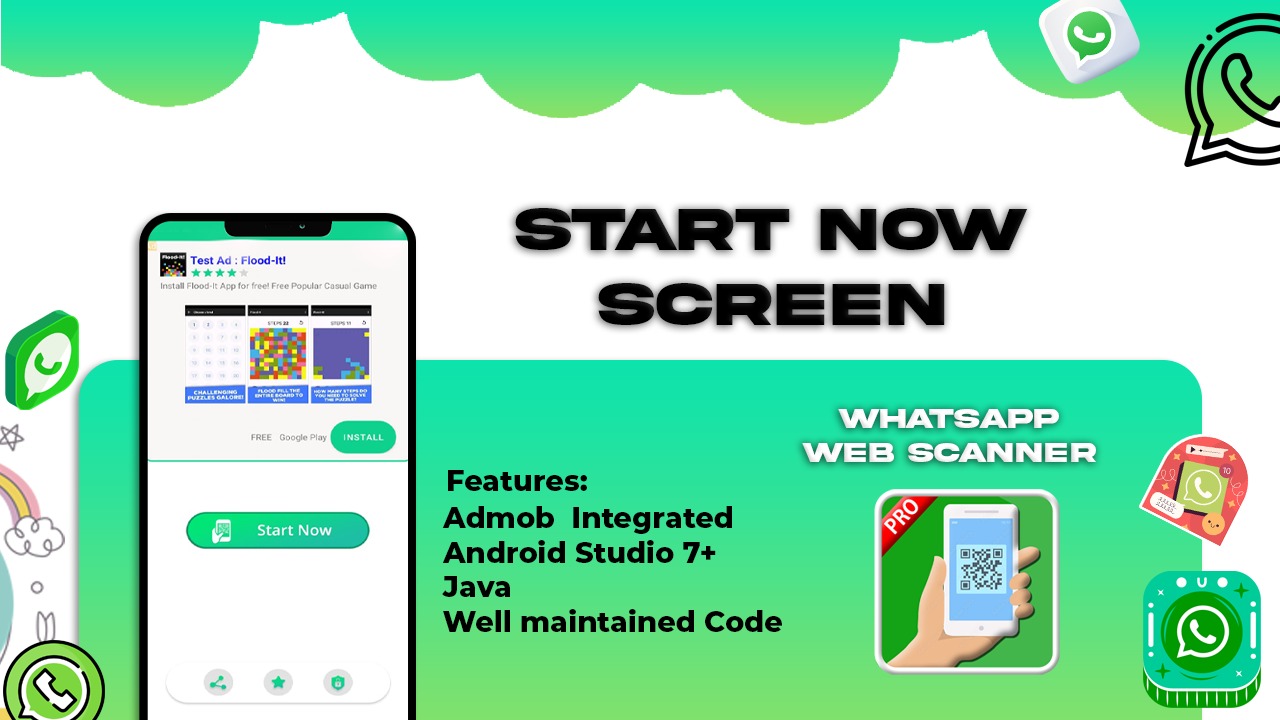 START NOW
SCREEN
Test Ad : Flood-It!
Install Flood-It App for free! Free Popular Casual Game
STEPS 22
STEPS 11
CHALLENGING
PUZZLES GALORE!
FLOOD FILL THE
ENTIRE BOARD TO
WIN!
HOW MANY STEPS DO
YOU NEED TO SOLVE
THE PUZZLE?
FREE Google Play INSTALL
Start Now
WHATSAPP
WEB SCANNER
Features:
Admob Integrated
Android Studio 7+
Java
Well maintained Code
PRO
10